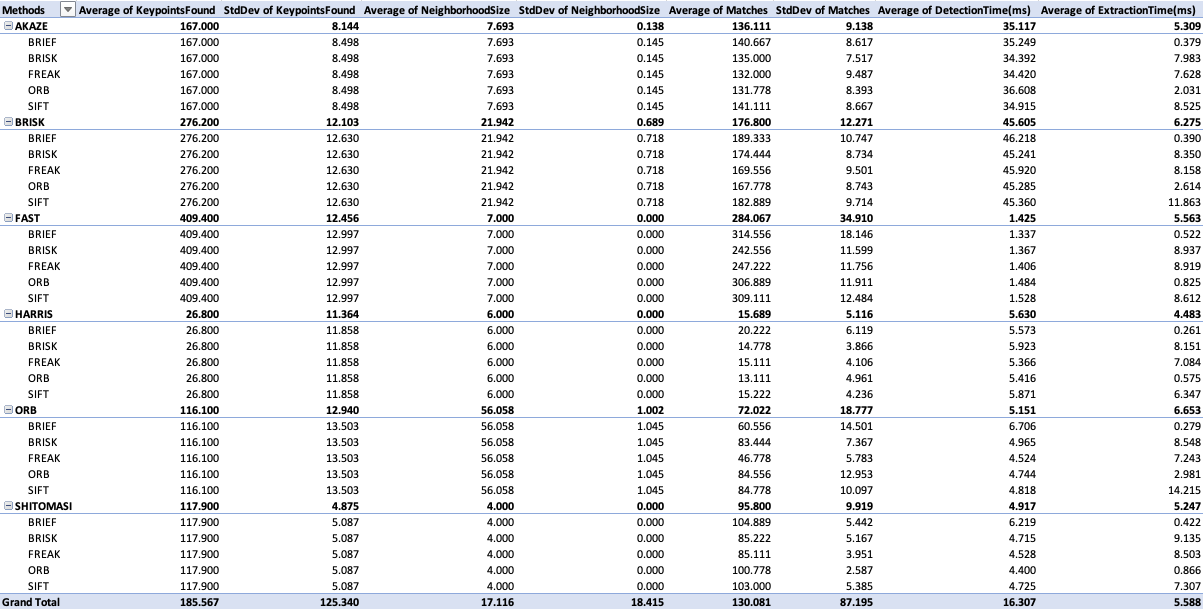 Methods Average of KeypointsFound StdDev of KeypointsFound Average of NeighborhoodSize StdDev of NeighborhoodSize Average of Matches StdDev of Matches Average of DetectionTime(ms) Average of ExtractionTime(ms)
AKAZE 167.000 8.144 7.693 0.138 136.111 9.138 35.117 5.309
BRIEF 167.000 8.498 7.693 0.145 140.667 8.617 35.249 0.379
BRISK 167.000 8.498 7.693 0.145 135.000 7.517 34.392 7.983
FREAK 167.000 8.498 7.693 0.145 132.000 9.487 34.420 7.628
ORB 167.000 8.498 7.693 0.145 131.778 8.393 36.608 2.031
SIFT 167.000 8.498 7.693 0.145 141.111 8.667 34.915 8.525
BRISK 276.200 12.103 21.942 0.689 176.800 12.271 45.605 6.275
BRIEF 276.200 12.630 21.942 0.718 189.333 10.747 46.218 0.390
BRISK 276.200 12.630 21.942 0.718 174.444 8.734 45.241 8.350
FREAK 276.200 12.630 21.942 0.718 169.556 9.501 45.920 8.158
ORB 276.200 12.630 21.942 0.718 167.778 8.743 45.285 2.614
SIFT 276.200 12.630 21.942 0.718 182.889 9.714 45.360 11.863
FAST 409.400 12.456 7.000 0.000 284.067 34.910 1.425 5.563
BRIEF 409.400 12.997 7.000 0.000 314.556 18.146 1.337 0.522
BRISK 409.400 12.997 7.000 0.000 242.556 11.599 1.367 8.937
FREAK 409.400 12.997 7.000 0.000 247.222 11.756 1.406 8.919
ORB 409.400 12.997 7.000 0.000 306.889 11.911 1.484 0.825
SIFT 409.400 12.997 7.000 0.000 309.111 12.484 1.528 8.612
HARRIS 26.800 11.364 6.000 0.000 15.689 5.116 5.630 4.483
BRIEF 26.800 11.858 6.000 0.000 20.222 6.119 5.573 0.261
BRISK 26.800 11.858 6.000 0.000 14.778 3.866 5.923 8.151
FREAK 26.800 11.858 6.000 0.000 15.111 4.106 5.366 7.084
ORB 26.800 11.858 6.000 0.000 13.111 4.961 5.416 0.575
SIFT 26.800 11.858 6.000 0.000 15.222 4.236 5.871 6.347
ORB 116.100 12.940 56.058 1.002 72.022 18.777 5.151 6.653
BRIEF 116.100 13.503 56.058 1.045 60.556 14.501 6.706 0.279
BRISK 116.100 13.503 56.058 1.045 83.444 7.367 4.965 8.548
FREAK 116.100 13.503 56.058 1.045 46.778 5.783 4.524 7.243
ORB 116.100 13.503 56.058 1.045 84.556 12.953 4.744 2.981
SIFT 116.100 13.503 56.058 1.045 84.778 10.097 4.818 14.215
SHITOMASI 117.900 4.875 4.000 0.000 95.800 9.919 4.917 5.247
BRIEF 117.900 5.087 4.000 0.000 104.889 5.442 6.219 0.422
BRISK 117.900 5.087 4.000 0.000 85.222 5.167 4.715 9.135
FREAK 117.900 5.087 4.000 0.000 85.111 3.951 4.528 8.503
ORB 117.900 5.087 4.000 0.000 100.778 2.587 4.400 0.866
SIFT 117.900 5.087 4.000 0.000 103.000 5.385 4.725 7.307
Grand Total 185.567 125.340 17.116 18.415 130.081 87.195 16.307 5.588